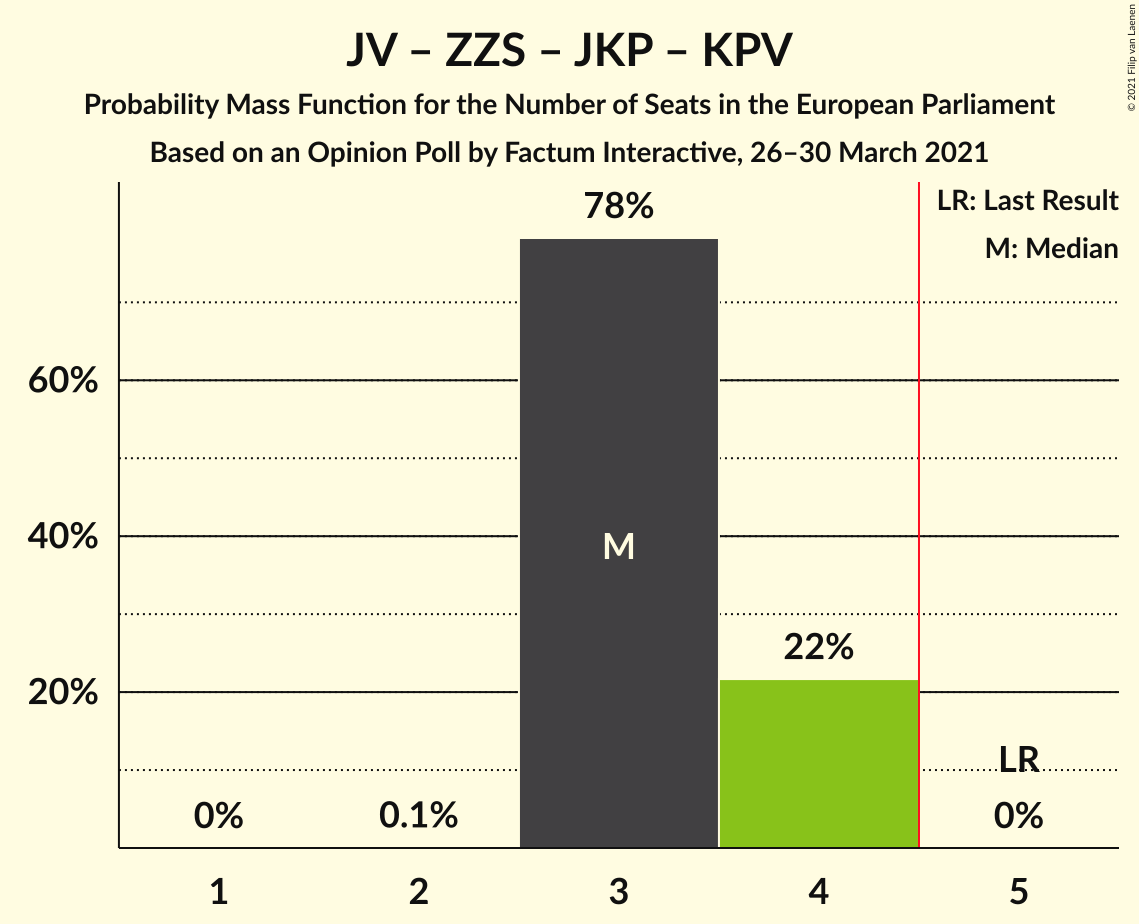 JV – ZZS – JKP – KPV
Probability Mass Function for the Number of Seats in the European Parliament
Based on an Opinion Poll by Factum Interactive, 26–30 March 2021
© 2021 Filip van Laenen
LR: Last Result
M: Median
78%
60%
40%
20%
M
22%
LR
0%
0.1%
0%
1
2
3
4
5